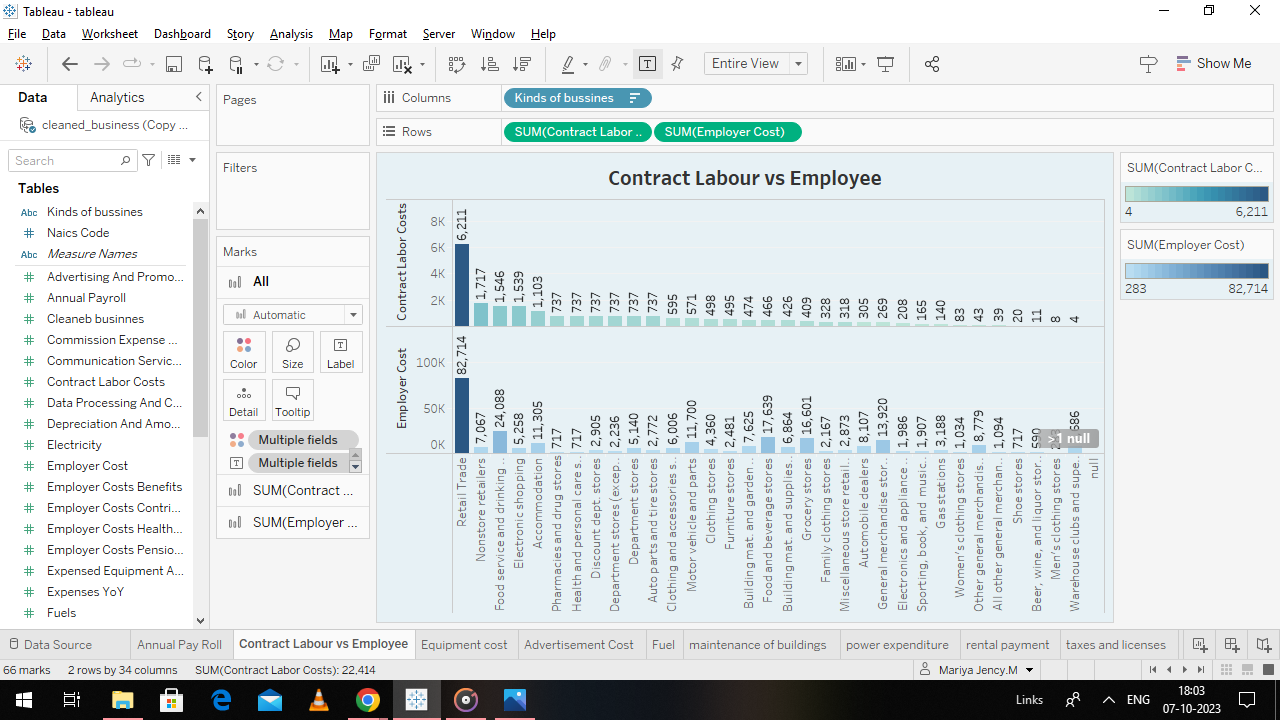 Tableau - tableau
File Data Worksheet Dashboard Story Analysis Map Format Server Window Help
Entire View
Show Me
Data Analytics
cleaned_business (Copy ...
Search
Tables
Abc Kinds of bussines
# Naics Code
Abc Measure Names
# Advertising And Promo...
# Annual Payroll
# Cleaneb businnes
# Commission Expense ...
# Communication Servic...
# Contract Labor Costs
# Data Processing And C...
# Depreciation And Amo...
# Electricity
# Employer Cost
# Employer Costs Benefits
# Employer Costs Contri...
# Employer Costs Health...
# Employer Costs Pensio...
# Expensed Equipment A...
# Expenses YoY
# Fuels
Pages
Filters
Marks
All
Automatic
Color Size Label
Detail Tooltip
Multiple fields
Multiple fields
SUM(Contract ...
SUM(Employer ...
Columns Kinds of bussines
Rows SUM(Contract Labor .. SUM(Employer Cost)
Contract Labour vs Employee
Contract Labor Costs
8K
6K
4K
2K
6,211 1,717 1,546 1,539 1,103 737 737 737 737 737 737 595 571 498 495 474 466 426 409 328 318 305 269 208 165 140 83 43 39 20 11 8 4
Employer Cost
100K
50K
0K
82,714 7,067 24,088 5,258 11,305 717 717 2,905 2,236 5,140 2,772 6,006 11,700 4,360 2,481 7,625 17,639 6,864 16,601 2,167 2,873 8,107 13,920 1,986 1,907 3,188 1,034 8,779 1,094 717 590
>1 null
Retail Trade
Nonstore retailers
Food service and drinking ..
Electronic shopping
Accommodation
Pharmacies and drug stores
Health and personal care s..
Discount dept. stores
Department stores (excep..
Department stores
Auto parts and tire stores
Clothing and accessories s..
Motor vehicle and parts
Clothing stores
Furniture stores
Building mat. and garden ..
Food and beverage stores
Building mat. and supplies..
Grocery stores
Family clothing stores
Miscellaneous store retail..
Automobile dealers
General merchandise stor..
Electronics and appliance ..
Sporting, book, and music..
Gas stations
Women's clothing stores
Other general merchandis..
All other general merchan..
Shoe stores
Beer, wine, and liquor stor..
Men's clothing stores
Warehouse clubs and supe..
null
SUM(Contract Labor C...
4 6,211
SUM(Employer Cost)
283 82,714
Data Source Annual Pay Roll Contract Labour vs Employee Equipment cost Advertisement Cost Fuel maintenance of buildings power expenditure rental payment taxes and licenses
66 marks 2 rows by 34 columns SUM(Contract Labor Costs): 22,414 Mariya Jency.M
Links ENG 18:03
07-10-2023